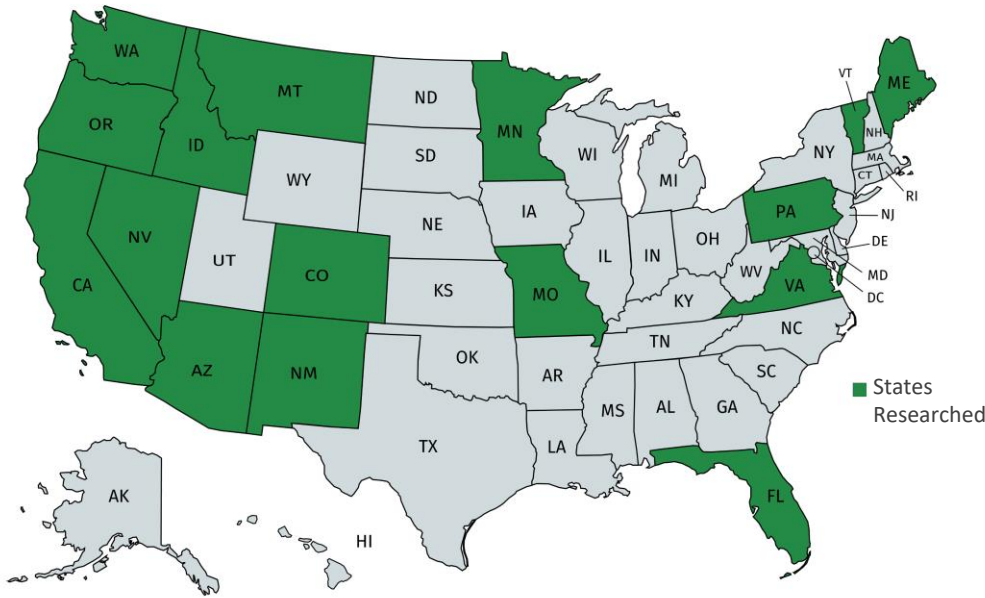 WA
MT
ND
MN
VT
ME
OR
ID
SD
WI
MI
NY
NH
MA
CT
RI
WY
IA
NE
PA
NJ
NV
UT
CO
IL
IN
OH
DE
MD
DC
CA
KS
MO
WV
VA
KY
AZ
NM
OK
TN
NC
AR
SC
MS
AL
GA
States
Researched
TX
LA
FL
AK
HI